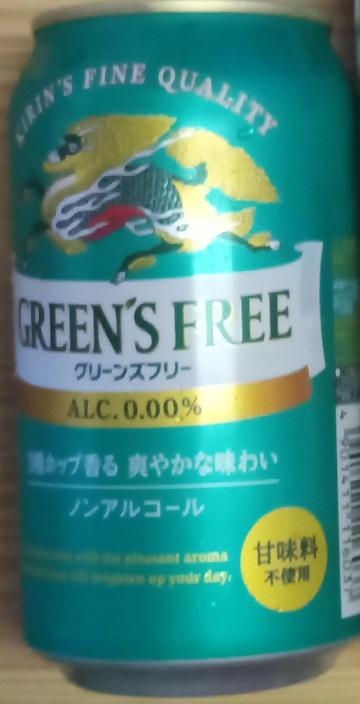 KIRIN'S FINE QUALITY
GREEN'S FREE
グリーンズフリー
ALC.0.00%
ホップ香る 爽やかな味わい
ノンアルコール
with the pleasant aroma
will brighten up your day.
甘味料
不使用